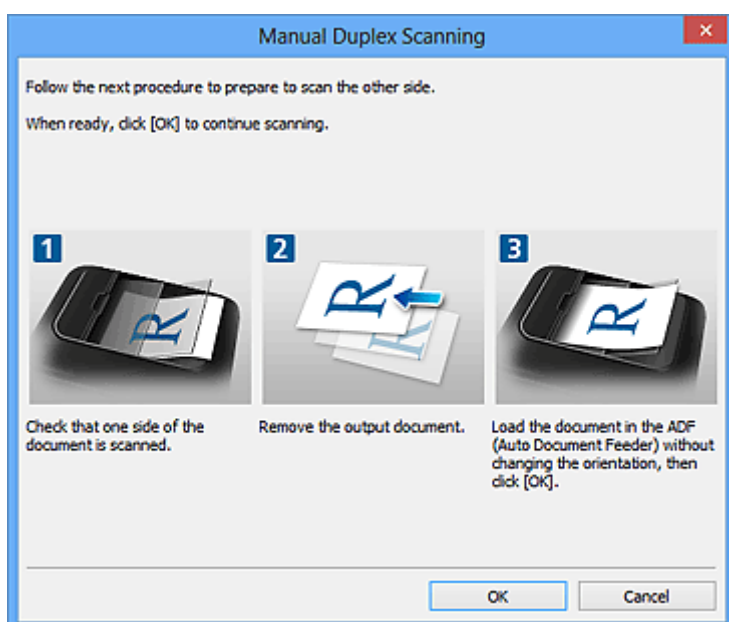 Manual Duplex Scanning
Follow the next procedure to prepare to scan the other side.
When ready, click [OK] to continue scanning.
1
2
3
R
R
R
R
Check that one side of the
document is scanned.
Remove the output document.
Load the document in the ADF
(Auto Document Feeder) without
changing the orientation, then
click [OK].
OK
Cancel